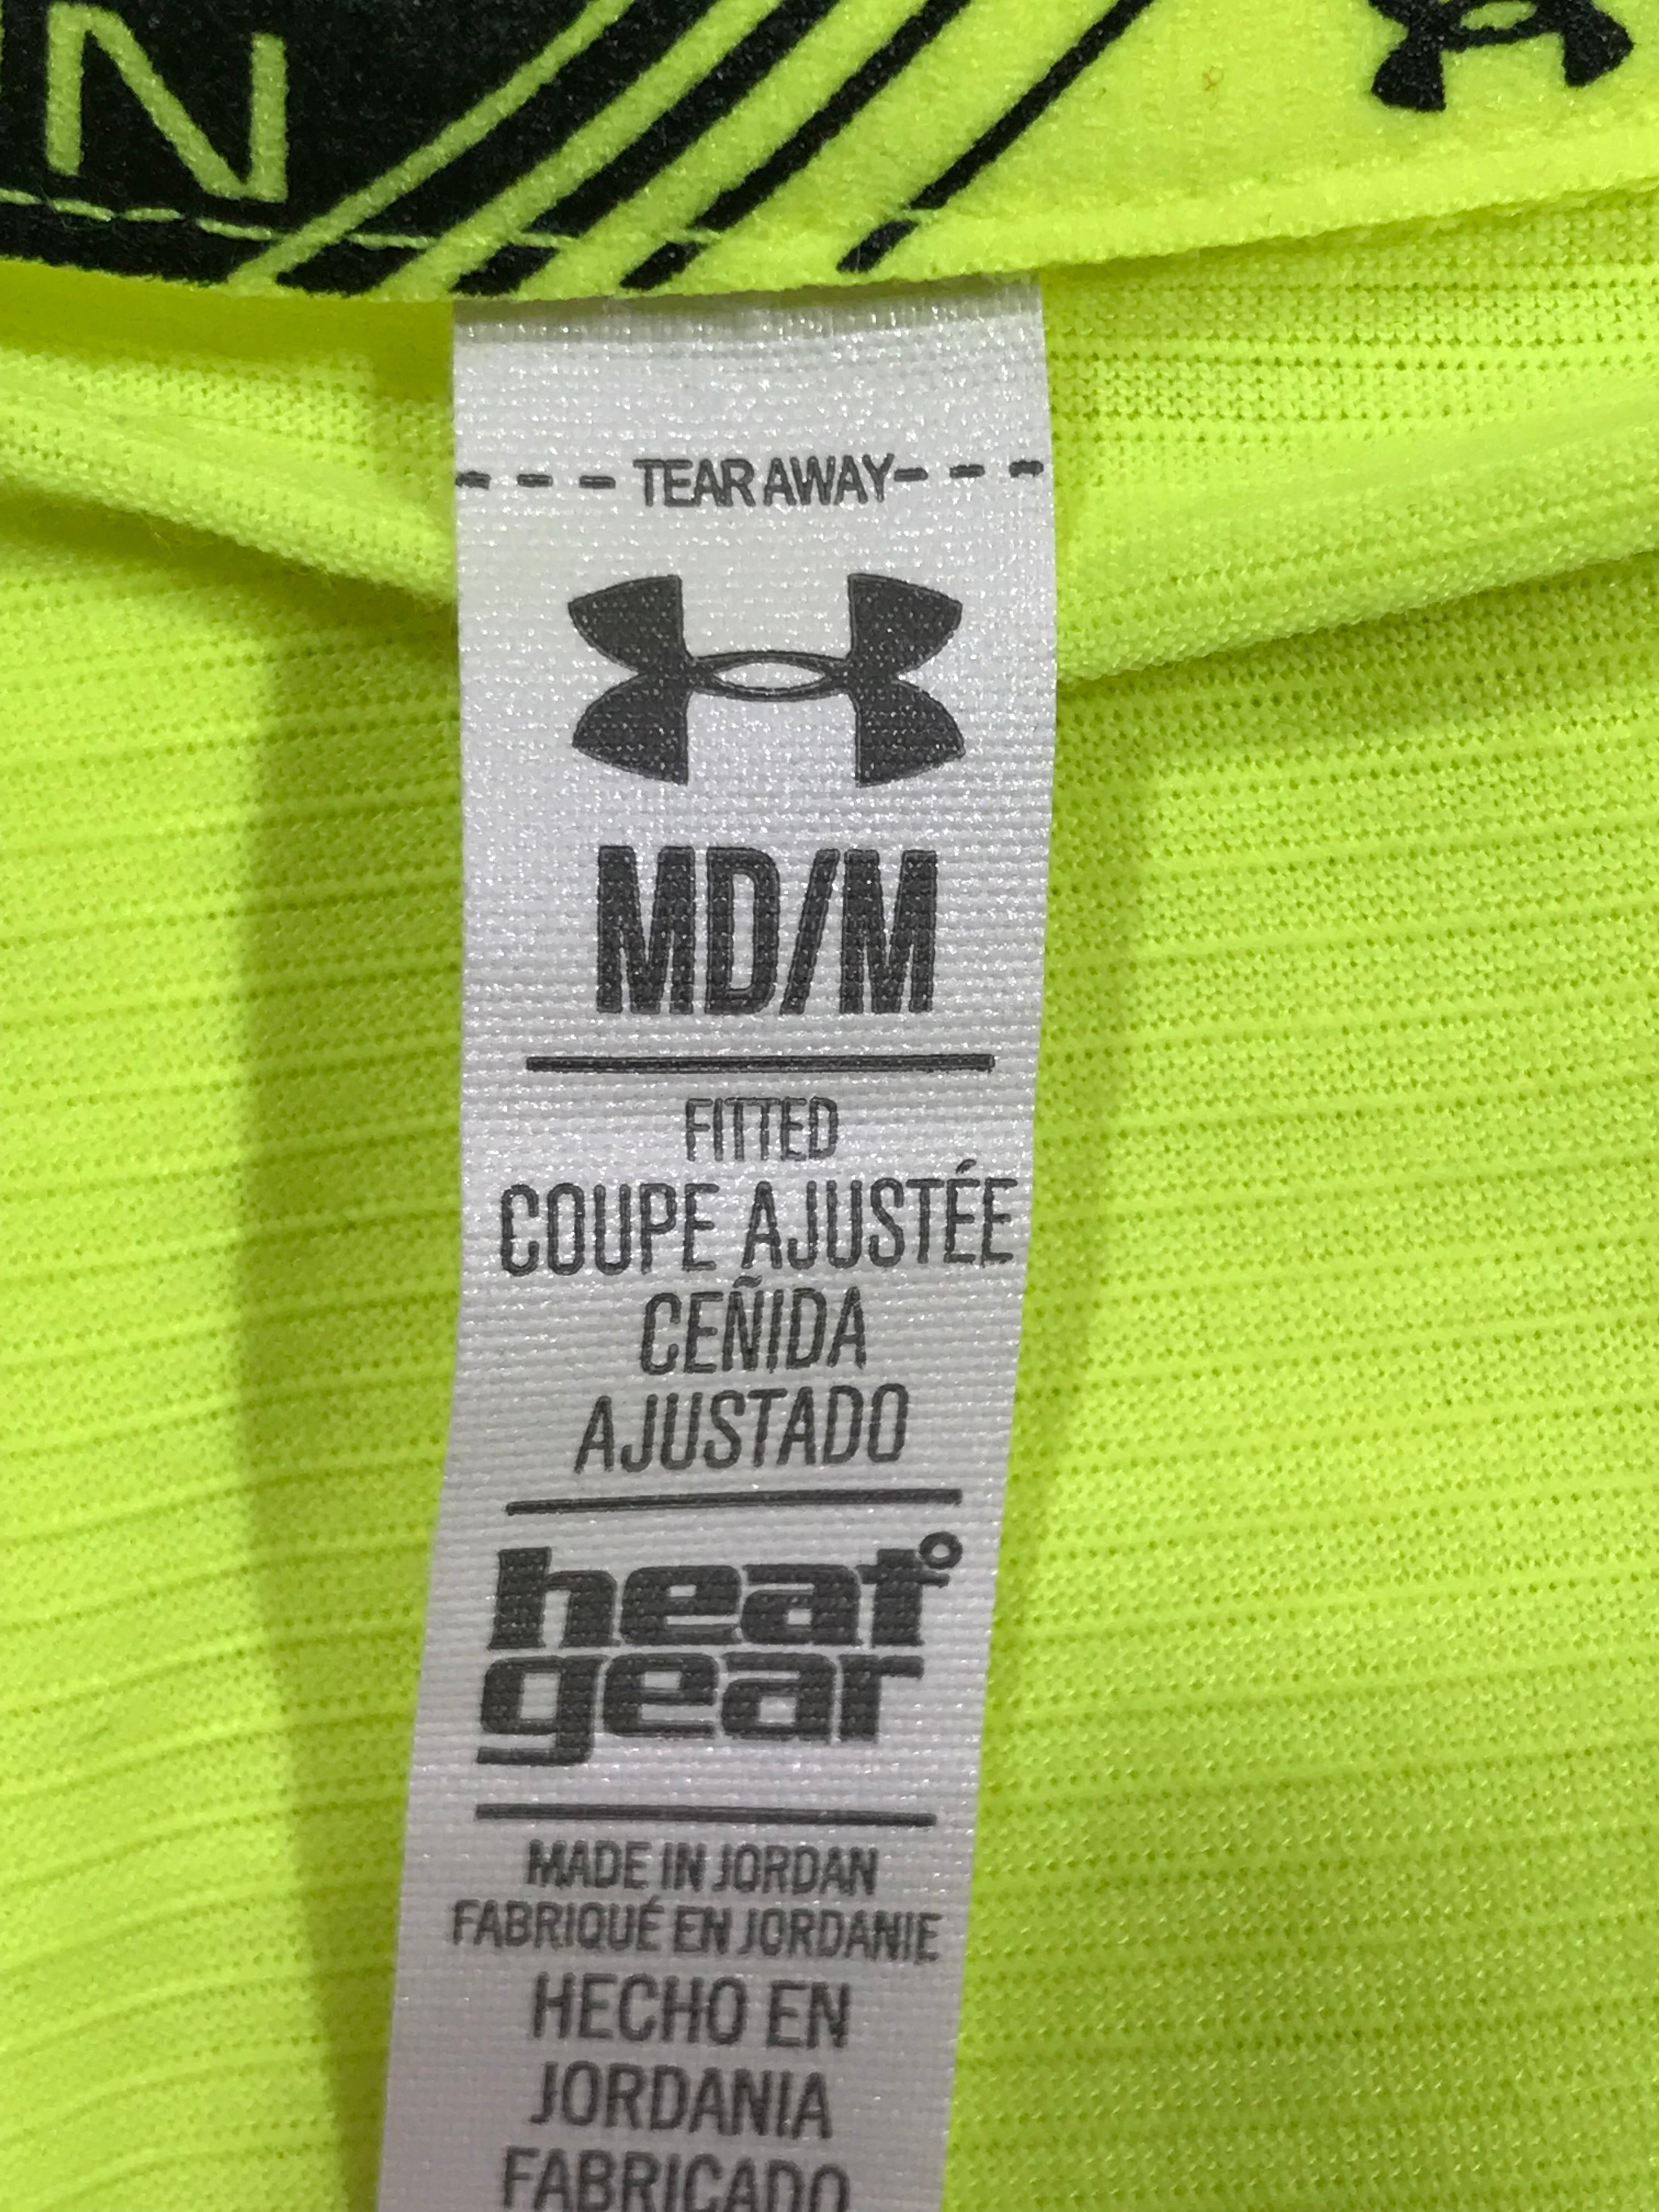 N
TEAR AWAY
MD/M
FITTED
COUPE AJUSTÉE
CEÑIDA
AJUSTADO
heat
gear
MADE IN JORDAN
FABRIQUÉ EN JORDANIE
HECHO EN
JORDANIA
FABRICADO